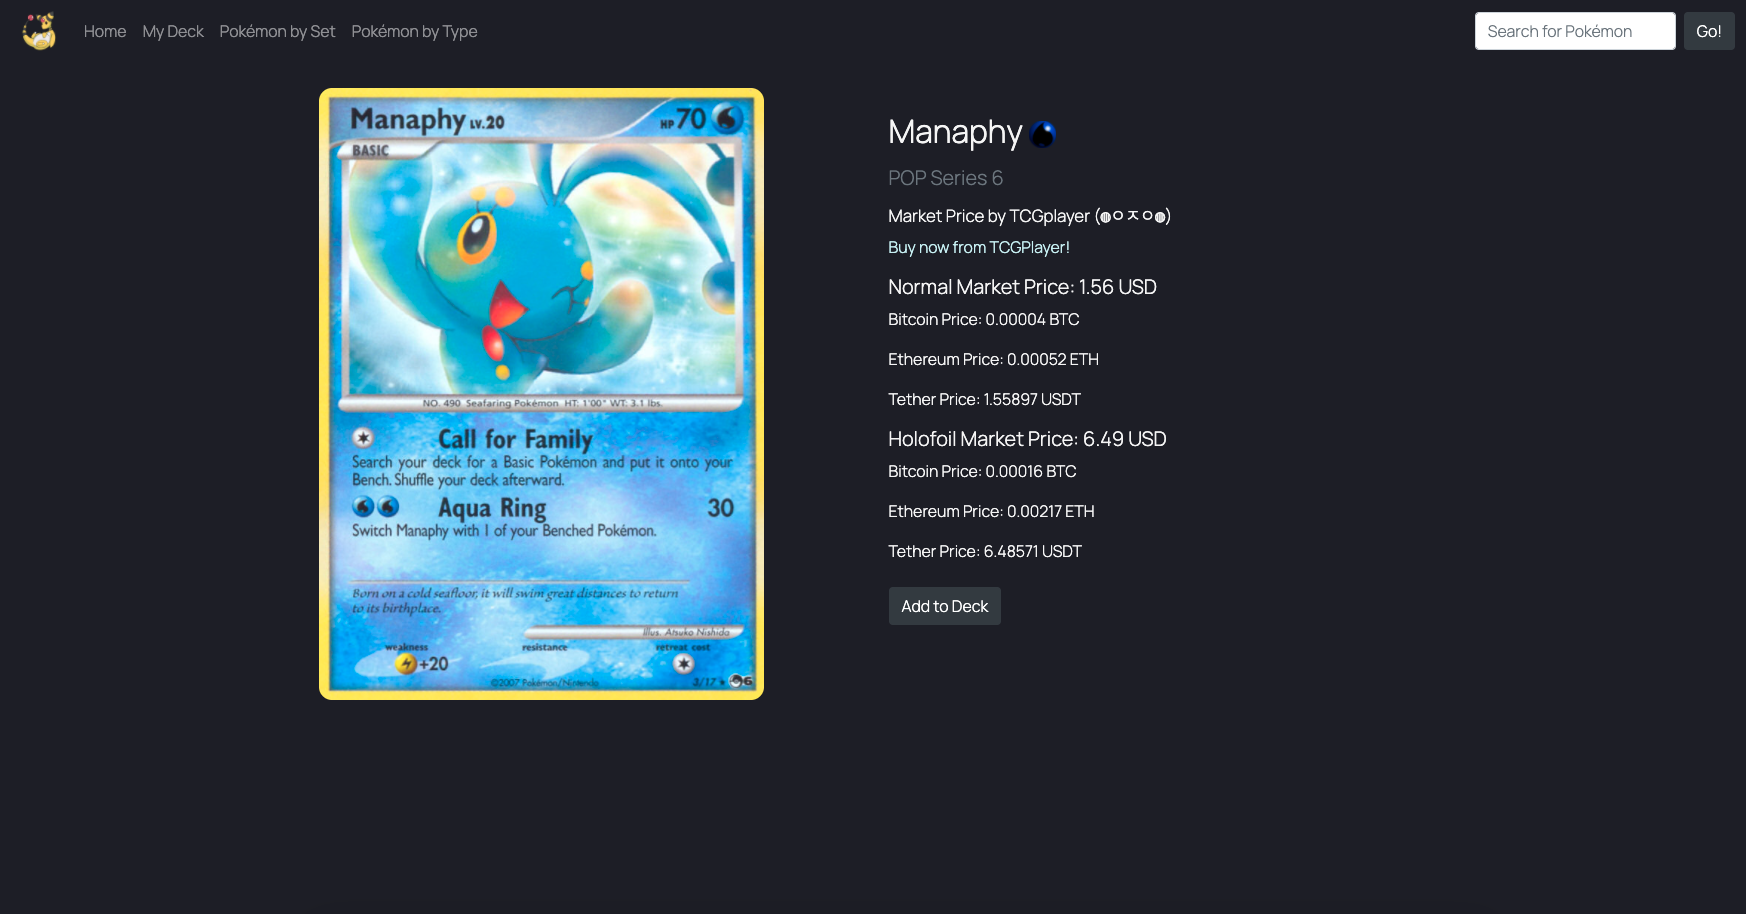 Home My Deck Pokémon by Set Pokémon by Type
Search for Pokémon Go!
Manaphy LV.20 HP 70
BASIC
NO. 490 Seafaring Pokémon HT: 1'00" WT: 3.1 lbs.
Call for Family
Search your deck for a Basic Pokémon and put it onto your
Bench. Shuffle your deck afterward.
Aqua Ring 30
Switch Manaphy with 1 of your Benched Pokémon.
Born on a cold seafloor, it will swim great distances to return
to its birthplace.
Illus. Atsuko Nishida
weakness resistance retreat cost
+20
©2007 Pokémon/Nintendo 3/17 ★ 6
Manaphy
POP Series 6
Market Price by TCGplayer (◍ㅇㅈㅇ◍)
Buy now from TCGPlayer!
Normal Market Price: 1.56 USD
Bitcoin Price: 0.00004 BTC
Ethereum Price: 0.00052 ETH
Tether Price: 1.55897 USDT
Holofoil Market Price: 6.49 USD
Bitcoin Price: 0.00016 BTC
Ethereum Price: 0.00217 ETH
Tether Price: 6.48571 USDT
Add to Deck